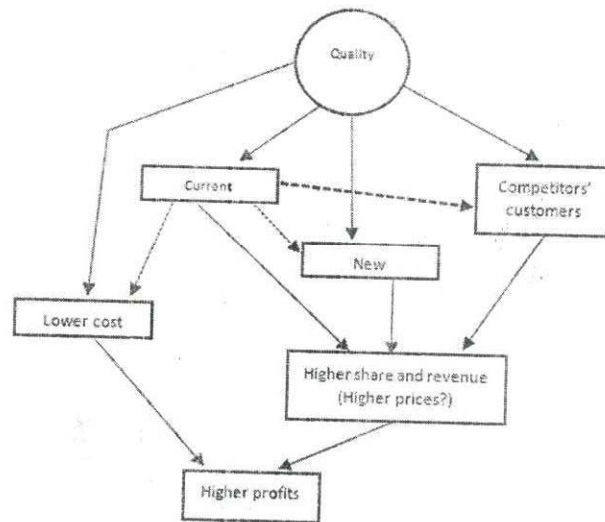 Quality
Current
Competitors'
customers
New
Lower cost
Higher share and revenue
(Higher prices?)
Higher profits